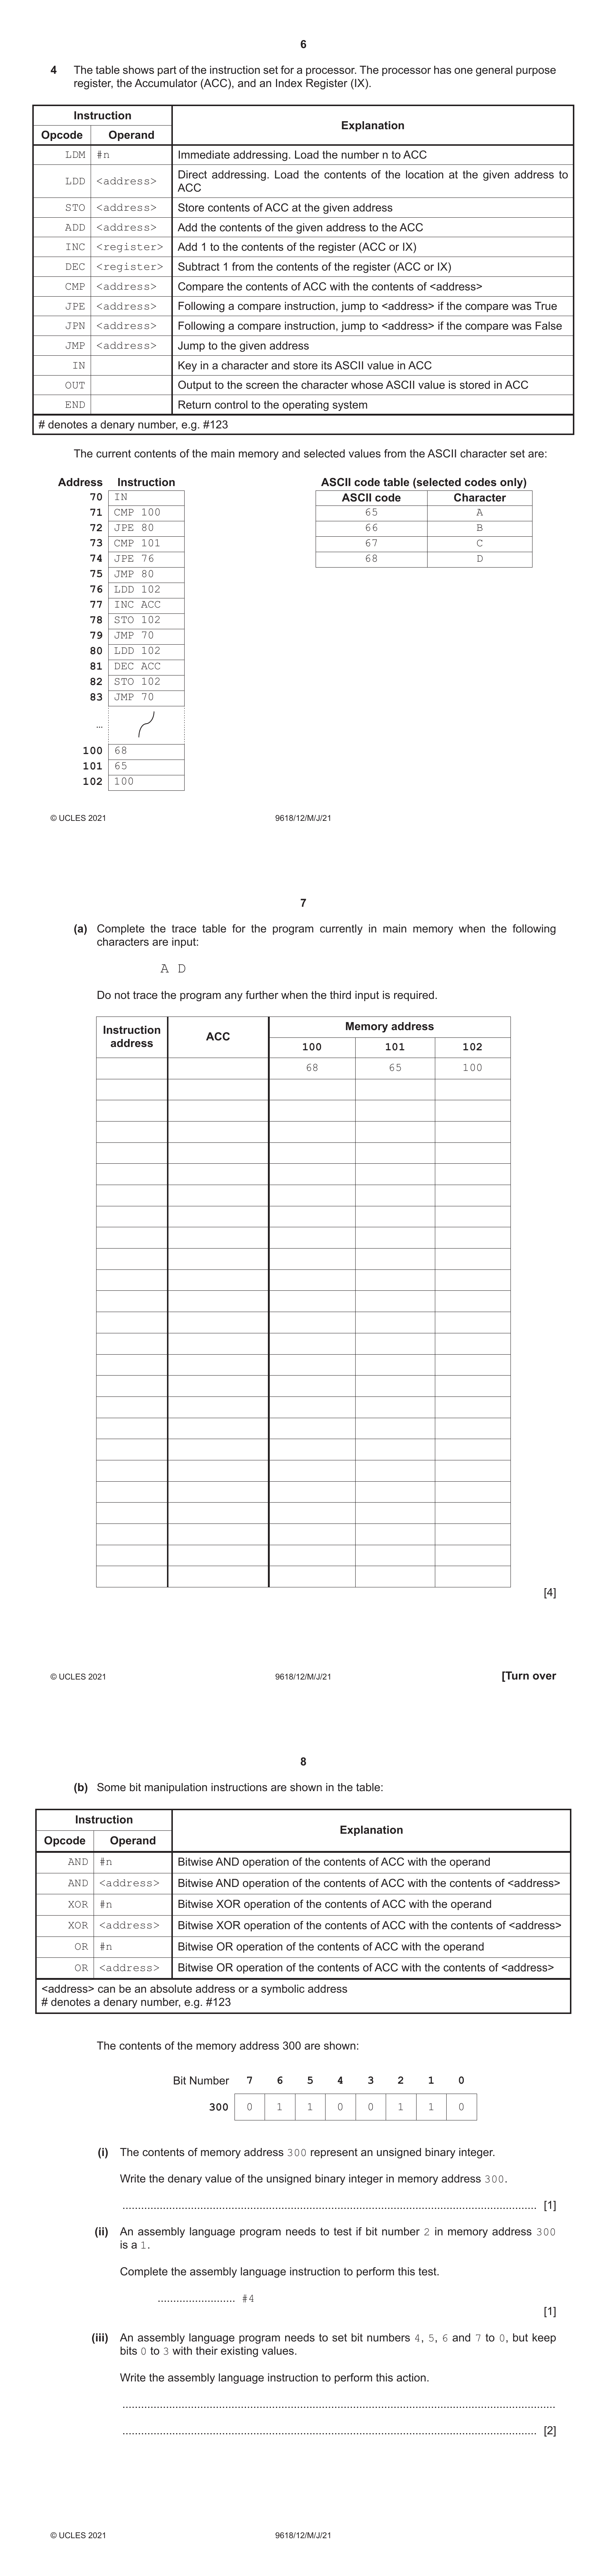 6
4 The table shows part of the instruction set for a processor. The processor has one general purpose
register, the Accumulator (ACC), and an Index Register (IX).
Instruction Explanation
Opcode Operand
LDM #n Immediate addressing. Load the number n to ACC
LDD <address> Direct addressing. Load the contents of the location at the given address to
ACC
STO <address> Store contents of ACC at the given address
ADD <address> Add the contents of the given address to the ACC
INC <register> Add 1 to the contents of the register (ACC or IX)
DEC <register> Subtract 1 from the contents of the register (ACC or IX)
CMP <address> Compare the contents of ACC with the contents of <address>
JPE <address> Following a compare instruction, jump to <address> if the compare was True
JPN <address> Following a compare instruction, jump to <address> if the compare was False
JMP <address> Jump to the given address
IN Key in a character and store its ASCII value in ACC
OUT Output to the screen the character whose ASCII value is stored in ACC
END Return control to the operating system
# denotes a denary number, e.g. #123
The current contents of the main memory and selected values from the ASCII character set are:
Address Instruction
70 IN
71 CMP 100
72 JPE 80
73 CMP 101
74 JPE 76
75 JMP 80
76 LDD 102
77 INC ACC
78 STO 102
79 JMP 70
80 LDD 102
81 DEC ACC
82 STO 102
83 JMP 70
...
100 68
101 65
102 100
ASCII code table (selected codes only)
ASCII code Character
65 A
66 B
67 C
68 D
© UCLES 2021 9618/12/M/J/21
7
(a) Complete the trace table for the program currently in main memory when the following
characters are input:
A D
Do not trace the program any further when the third input is required.
Instruction address ACC Memory address
100 101 102
68 65 100
[4]
© UCLES 2021 9618/12/M/J/21 [Turn over
8
(b) Some bit manipulation instructions are shown in the table:
Instruction Explanation
Opcode Operand
AND #n Bitwise AND operation of the contents of ACC with the operand
AND <address> Bitwise AND operation of the contents of ACC with the contents of <address>
XOR #n Bitwise XOR operation of the contents of ACC with the operand
XOR <address> Bitwise XOR operation of the contents of ACC with the contents of <address>
OR #n Bitwise OR operation of the contents of ACC with the operand
OR <address> Bitwise OR operation of the contents of ACC with the contents of <address>
<address> can be an absolute address or a symbolic address
# denotes a denary number, e.g. #123
The contents of the memory address 300 are shown:
Bit Number 7 6 5 4 3 2 1 0
300 0 1 1 0 0 1 1 0
(i) The contents of memory address 300 represent an unsigned binary integer.
Write the denary value of the unsigned binary integer in memory address 300.
[1]
(ii) An assembly language program needs to test if bit number 2 in memory address 300
is a 1.
Complete the assembly language instruction to perform this test.
......................... #4
[1]
(iii) An assembly language program needs to set bit numbers 4, 5, 6 and 7 to 0, but keep
bits 0 to 3 with their existing values.
Write the assembly language instruction to perform this action.
[2]
© UCLES 2021 9618/12/M/J/21